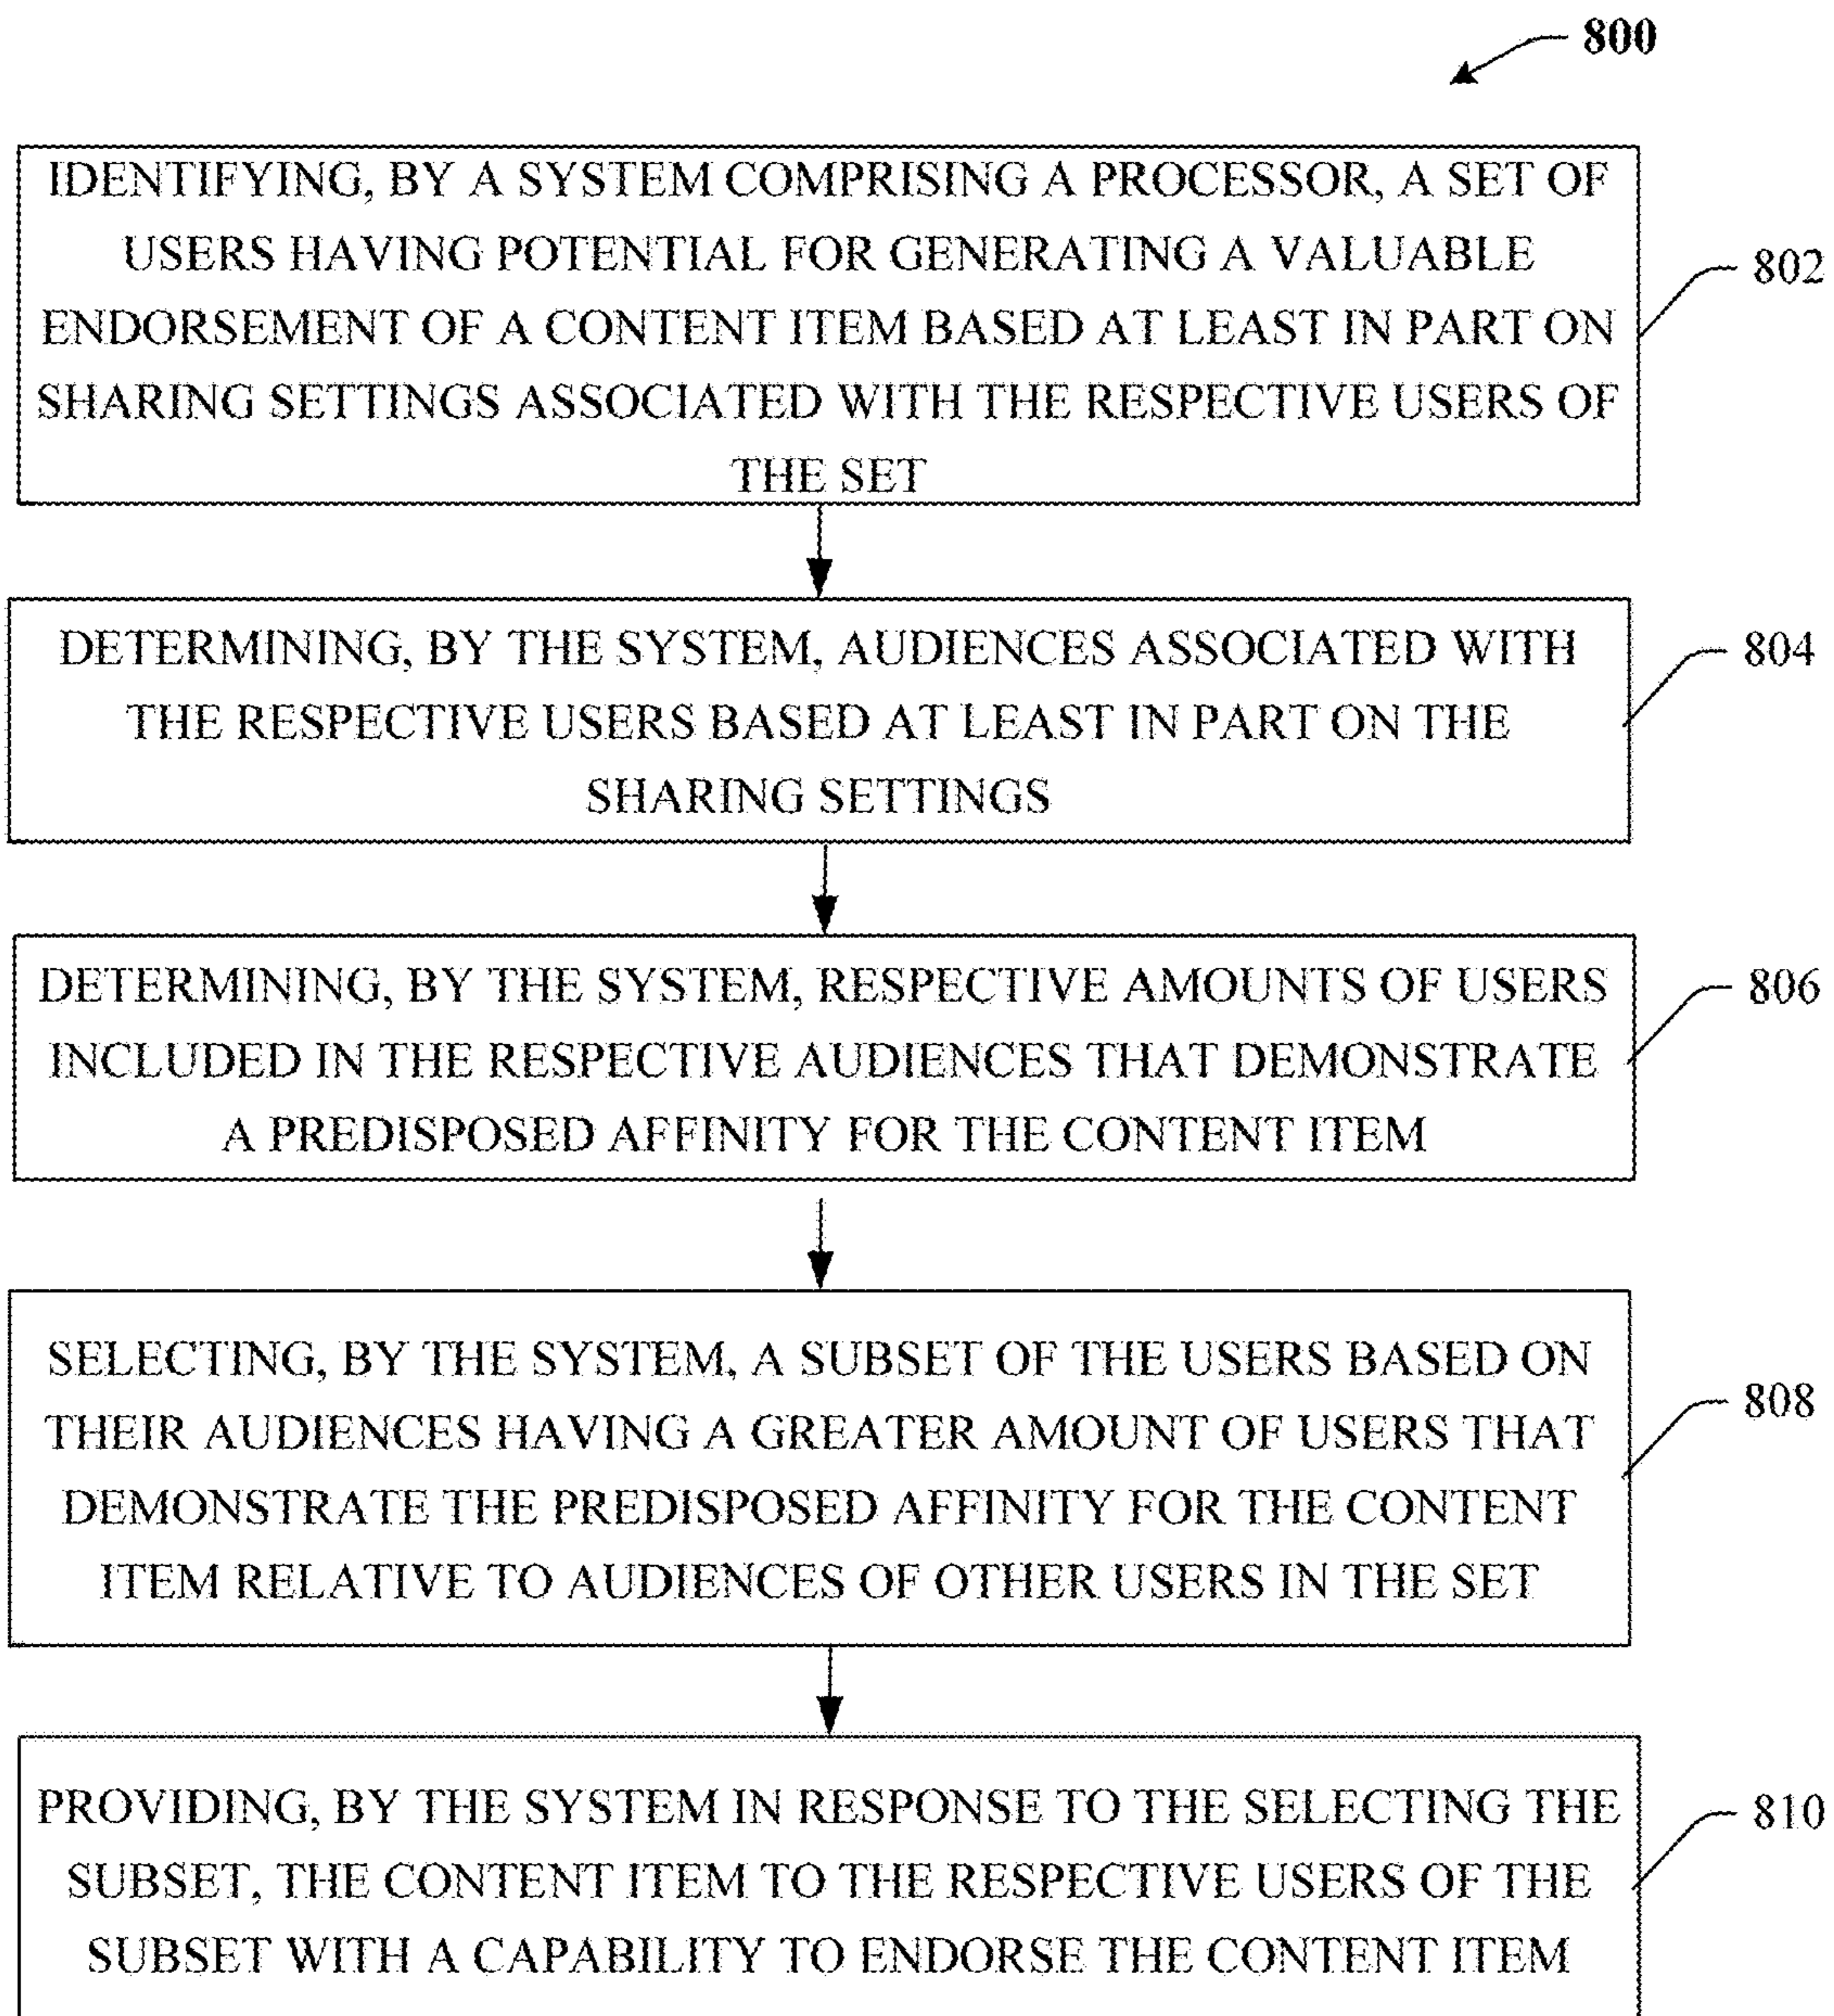 800
IDENTIFYING, BY A SYSTEM COMPRISING A PROCESSOR, A SET OF
USERS HAVING POTENTIAL FOR GENERATING A VALUABLE
ENDORSEMENT OF A CONTENT ITEM BASED AT LEAST IN PART ON
SHARING SETTINGS ASSOCIATED WITH THE RESPECTIVE USERS OF
THE SET
802
DETERMINING, BY THE SYSTEM, AUDIENCES ASSOCIATED WITH
THE RESPECTIVE USERS BASED AT LEAST IN PART ON THE
SHARING SETTINGS
804
DETERMINING, BY THE SYSTEM, RESPECTIVE AMOUNTS OF USERS
INCLUDED IN THE RESPECTIVE AUDIENCES THAT DEMONSTRATE
A PREDISPOSED AFFINITY FOR THE CONTENT ITEM
806
SELECTING, BY THE SYSTEM, A SUBSET OF THE USERS BASED ON
THEIR AUDIENCES HAVING A GREATER AMOUNT OF USERS THAT
DEMONSTRATE THE PREDISPOSED AFFINITY FOR THE CONTENT
ITEM RELATIVE TO AUDIENCES OF OTHER USERS IN THE SET
808
PROVIDING, BY THE SYSTEM IN RESPONSE TO THE SELECTING THE
SUBSET, THE CONTENT ITEM TO THE RESPECTIVE USERS OF THE
SUBSET WITH A CAPABILITY TO ENDORSE THE CONTENT ITEM
810